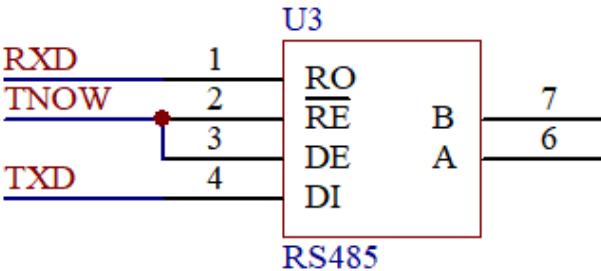 U3
RXD 1 RO
TNOW 2 RE B 7
3 DE A 6
TXD 4 DI
RS485